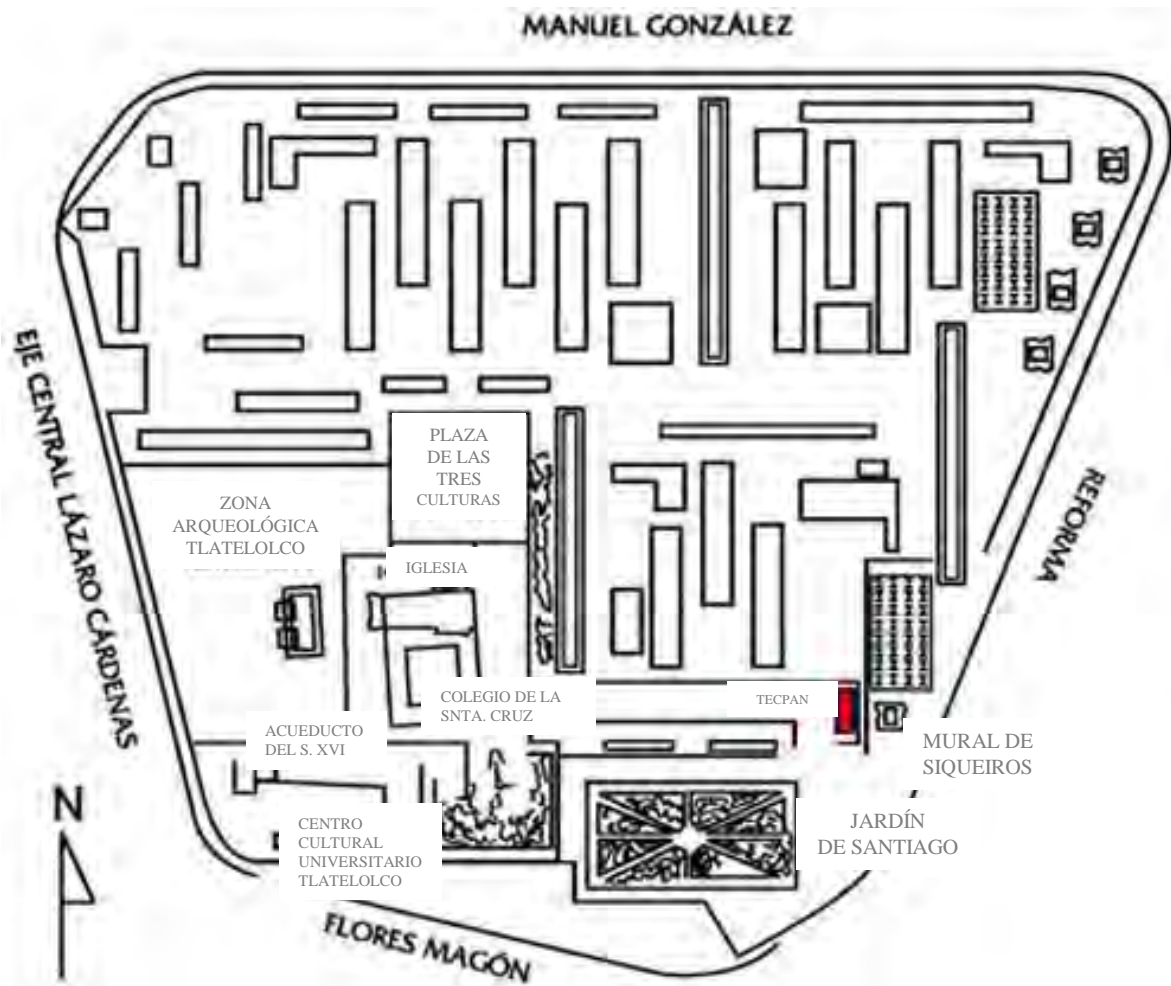 MANUEL GONZÁLEZ
EJE CENTRAL LÁZARO CÁRDENAS
REFORMA
PLAZA
DE LAS
TRES
CULTURAS
ZONA
ARQUEOLÓGICA
TLATELOLCO
IGLESIA
COLEGIO DE LA
SNTA. CRUZ
TECPAN
ACUEDUCTO
DEL S. XVI
MURAL DE
SIQUEIROS
N
CENTRO
CULTURAL
UNIVERSITARIO
TLATELOLCO
JARDÍN
DE SANTIAGO
FLORES MAGÓN